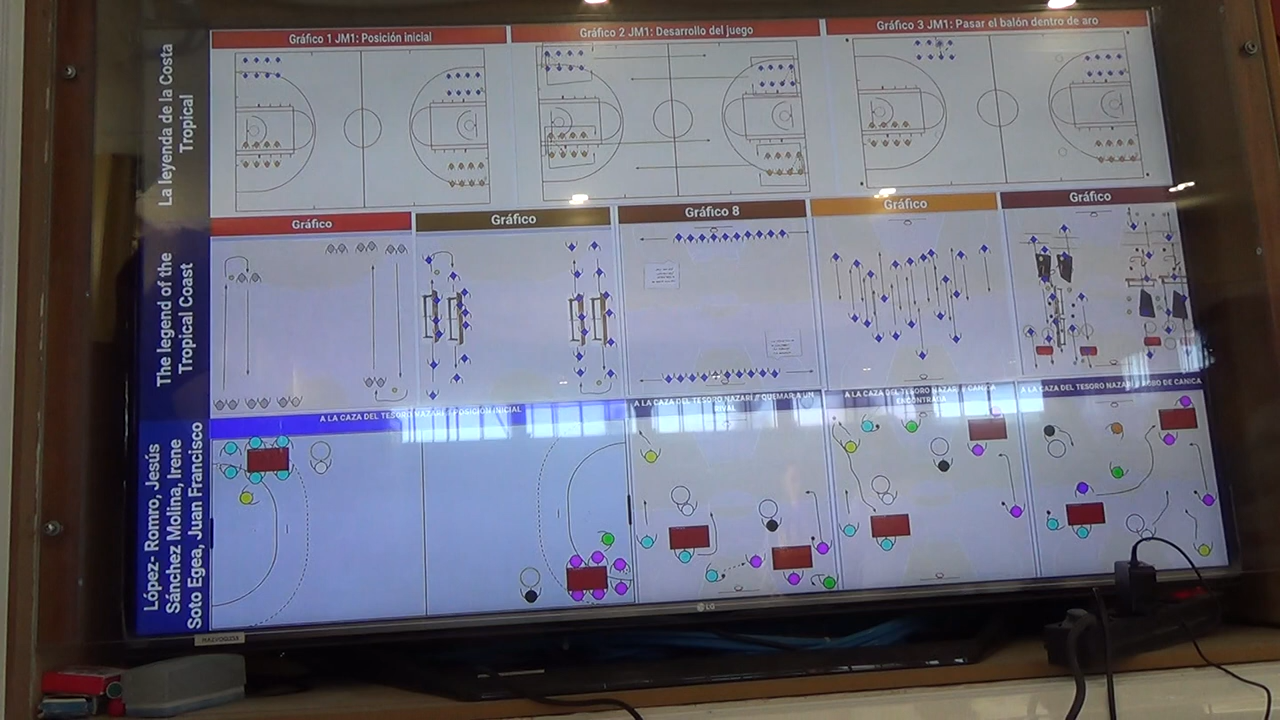 La leyenda de la Costa
Tropical
Gráfico 1 JM1: Posición inicial
Gráfico 2 JM1: Desarrollo del juego
Gráfico 3 JM1: Pasar el balón dentro de aro
The legend of the
Tropical Coast
Gráfico
Gráfico
Gráfico 8
Gráfico
Gráfico
López- Romro, Jesús
Sánchez Molina, Irene
Soto Egea, Juan Francisco
A LA CAZA DEL TESORO NAZARÍ // POSICIÓN INICIAL
A LA CAZA DEL TESORO NAZARÍ // QUEMAR A UN
RIVAL
A LA CAZA DEL TESORO NAZARÍ // CANICA
ENCONTRADA
A LA CAZA DEL TESORO NAZARÍ // ROBO DE CANICA
LG